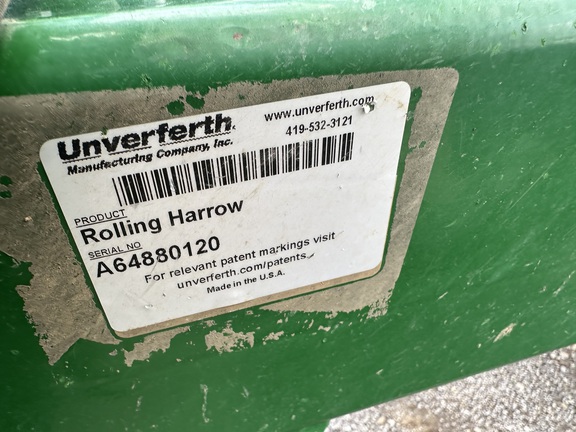 Unverferth
Manufacturing Company, Inc.
www.unverferth.com
419-532-3121
PRODUCT
Rolling Harrow
SERIAL NO
A64880120
For relevant patent markings visit
unverferth.com/patents
Made in the U.S.A.